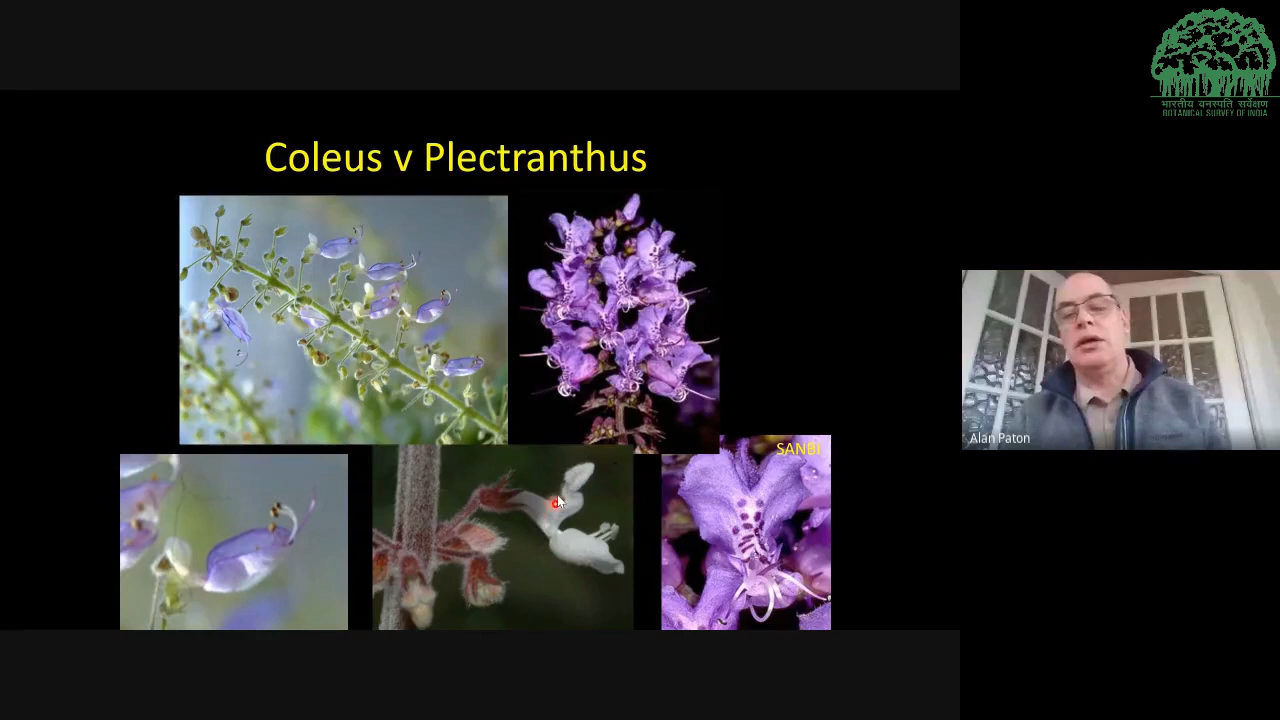 भारतीय वनस्पति सर्वेक्षण
BOTANICAL SURVEY OF INDIA
Coleus v Plectranthus
SANBI
Alan Paton